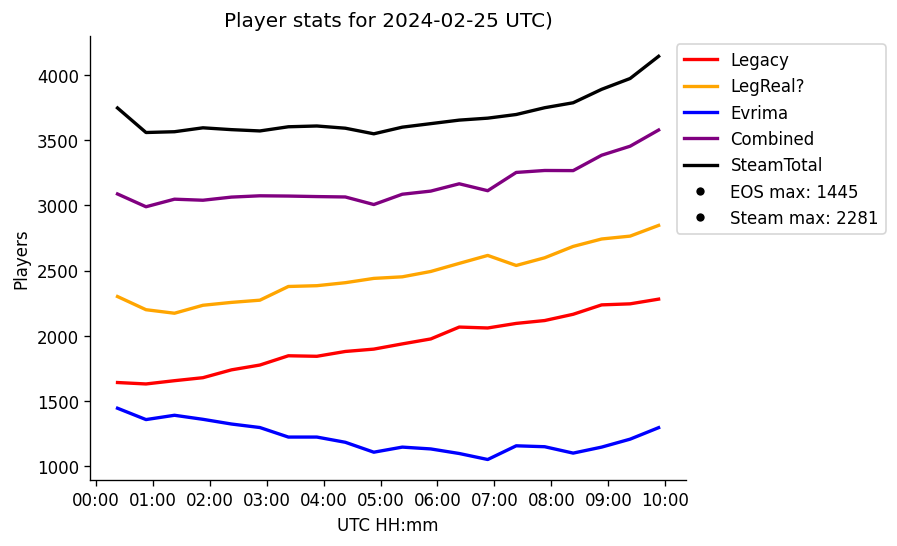 Player stats for 2024-02-25 UTC)
4000
3500
3000
2500
2000
1500
1000
Players
00:00 01:00 02:00 03:00 04:00 05:00 06:00 07:00 08:00 09:00 10:00
UTC HH:mm
Legacy
LegReal?
Evrima
Combined
SteamTotal
EOS max: 1445
Steam max: 2281